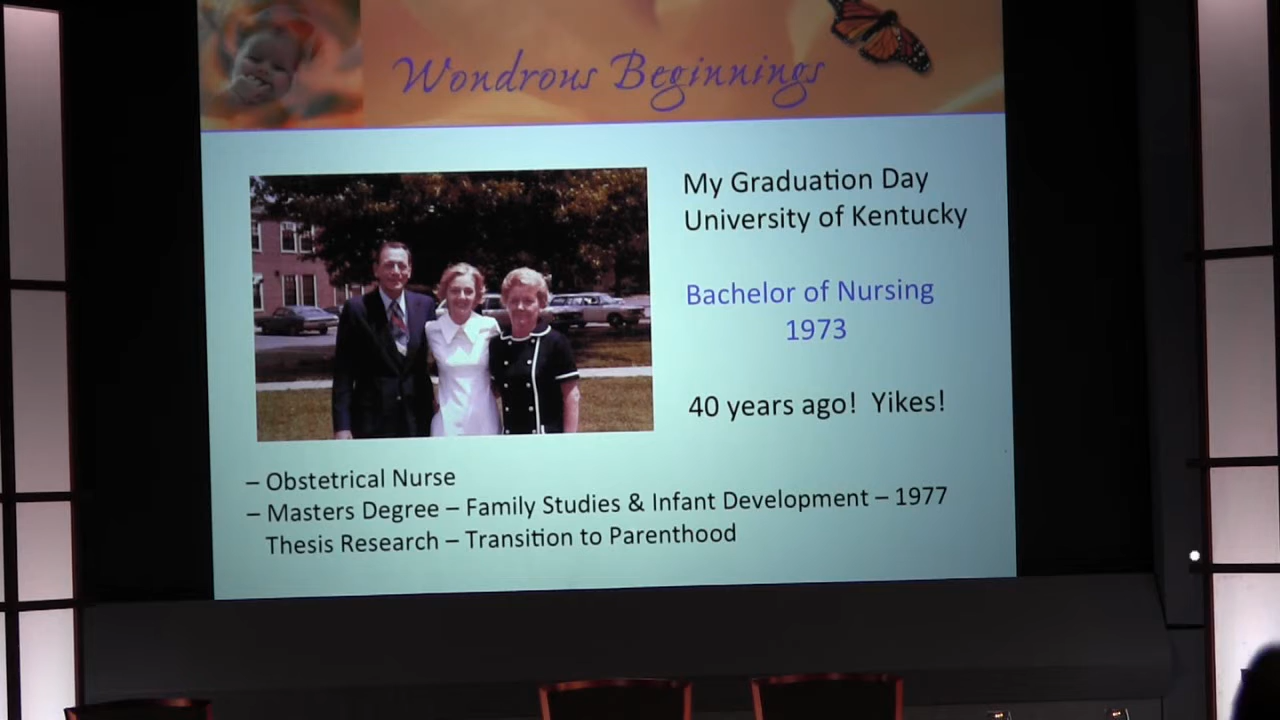 Wondrous Beginnings
My Graduation Day
University of Kentucky
Bachelor of Nursing
1973
40 years ago!  Yikes!
– Obstetrical Nurse
– Masters Degree – Family Studies & Infant Development – 1977
Thesis Research – Transition to Parenthood